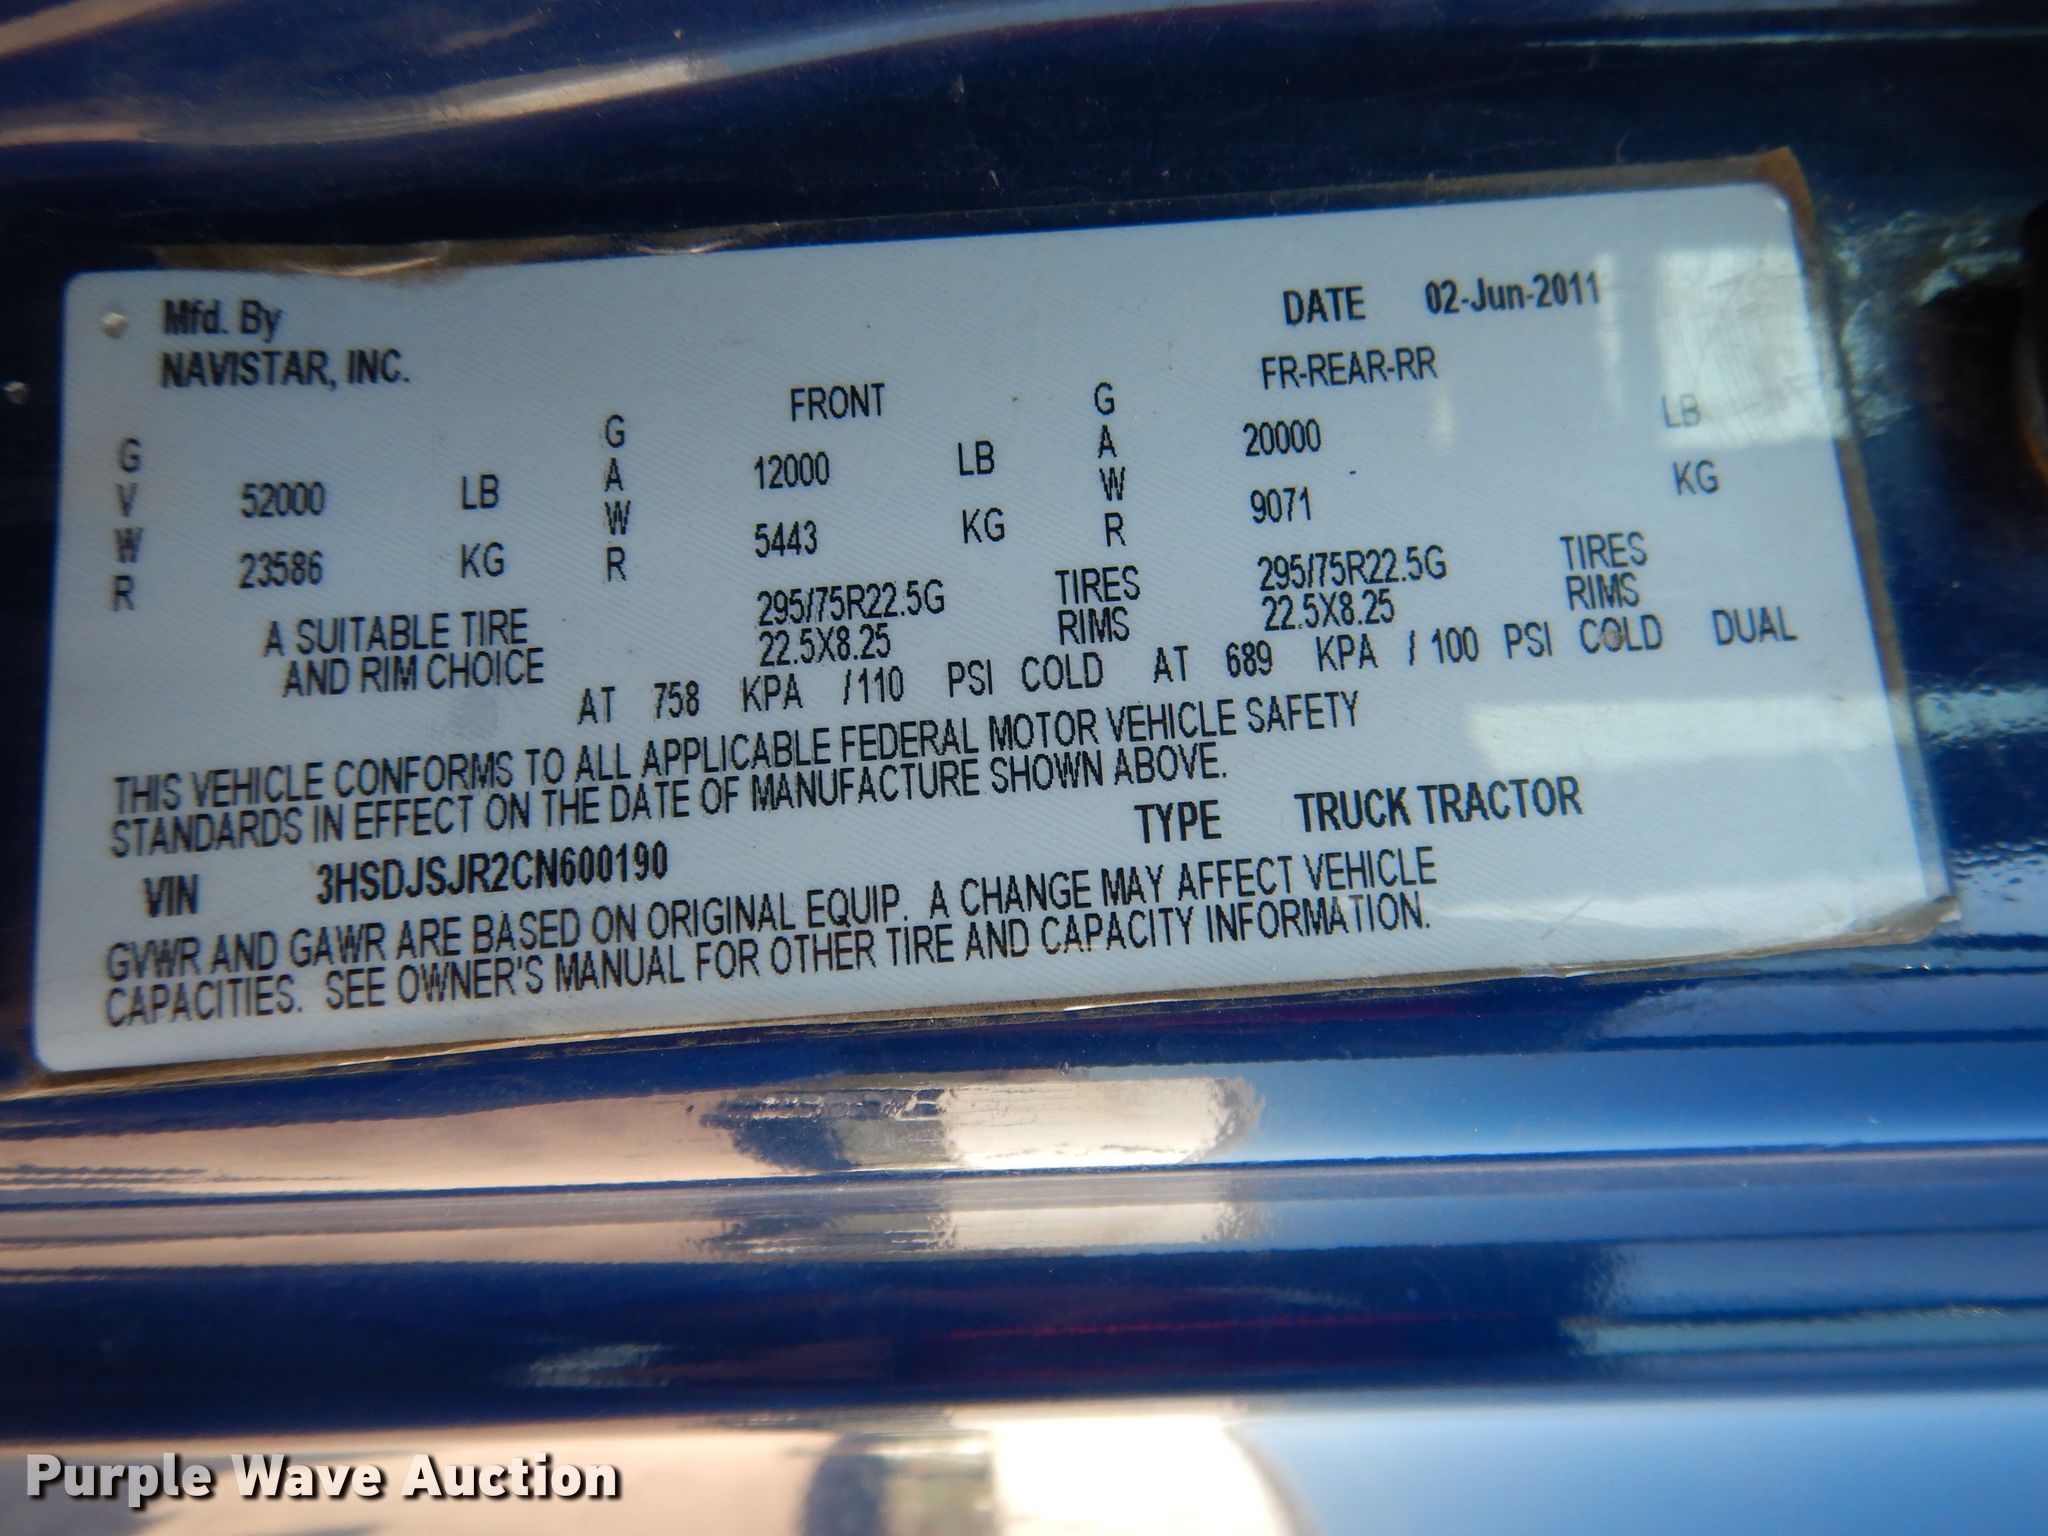 Mfd. By
NAVISTAR, INC.
DATE 02-Jun-2011
FRONT FR-REAR-RR
GVWR 52000 LB GAWR 12000 LB GAWR 20000 LB
23586 KG 5443 KG 9071 KG
A SUITABLE TIRE 295/75R22.5G TIRES 295/75R22.5G TIRES
AND RIM CHOICE 22.5X8.25 RIMS 22.5X8.25 RIMS
AT 758 KPA /110 PSI COLD AT 689 KPA / 100 PSI COLD DUAL
THIS VEHICLE CONFORMS TO ALL APPLICABLE FEDERAL MOTOR VEHICLE SAFETY
STANDARDS IN EFFECT ON THE DATE OF MANUFACTURE SHOWN ABOVE.
VIN 3HSDJSJR2CN600190 TYPE TRUCK TRACTOR
GVWR AND GAWR ARE BASED ON ORIGINAL EQUIP. A CHANGE MAY AFFECT VEHICLE
CAPACITIES. SEE OWNER'S MANUAL FOR OTHER TIRE AND CAPACITY INFORMATION.
Purple Wave Auction